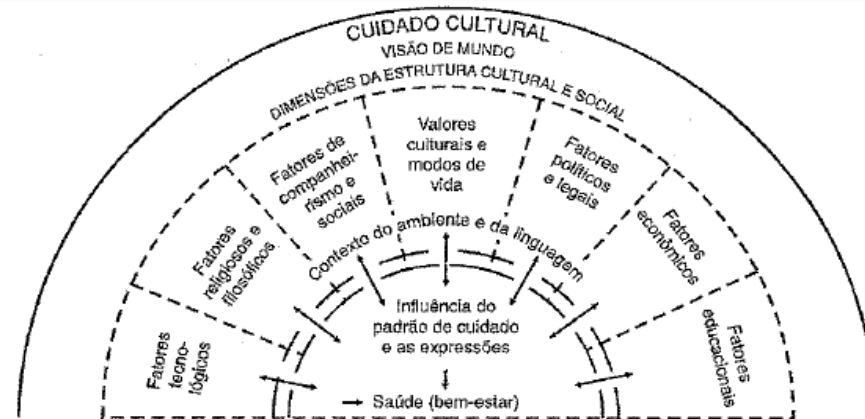 CUIDADO CULTURAL
VISÃO DE MUNDO
DIMENSÕES DA ESTRUTURA CULTURAL E SOCIAL
Fatores
tecno-
lógicos
Fatores
religiosos e
filosóficos
Fatores de
companhei-
rismo e
sociais
Valores
culturais e
modos de
vida
Fatores
políticos
e legais
Fatores
econômicos
Fatores
educacionais
Contexto do ambiente e da linguagem
Influência do
padrão de cuidado
e as expressões
Saúde (bem-estar)